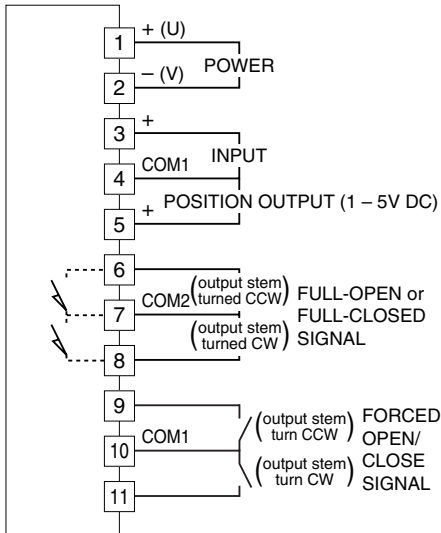 1 + (U)
POWER
2 – (V)
3 +
INPUT
4 COM1
POSITION OUTPUT (1 – 5V DC)
5 +
6
(output stem turned CCW)
7 COM2
FULL-OPEN or
FULL-CLOSED
SIGNAL
(output stem turned CW)
8
9
(output stem turn CCW)
10 COM1
FORCED
OPEN/
CLOSE
SIGNAL
(output stem turn CW)
11